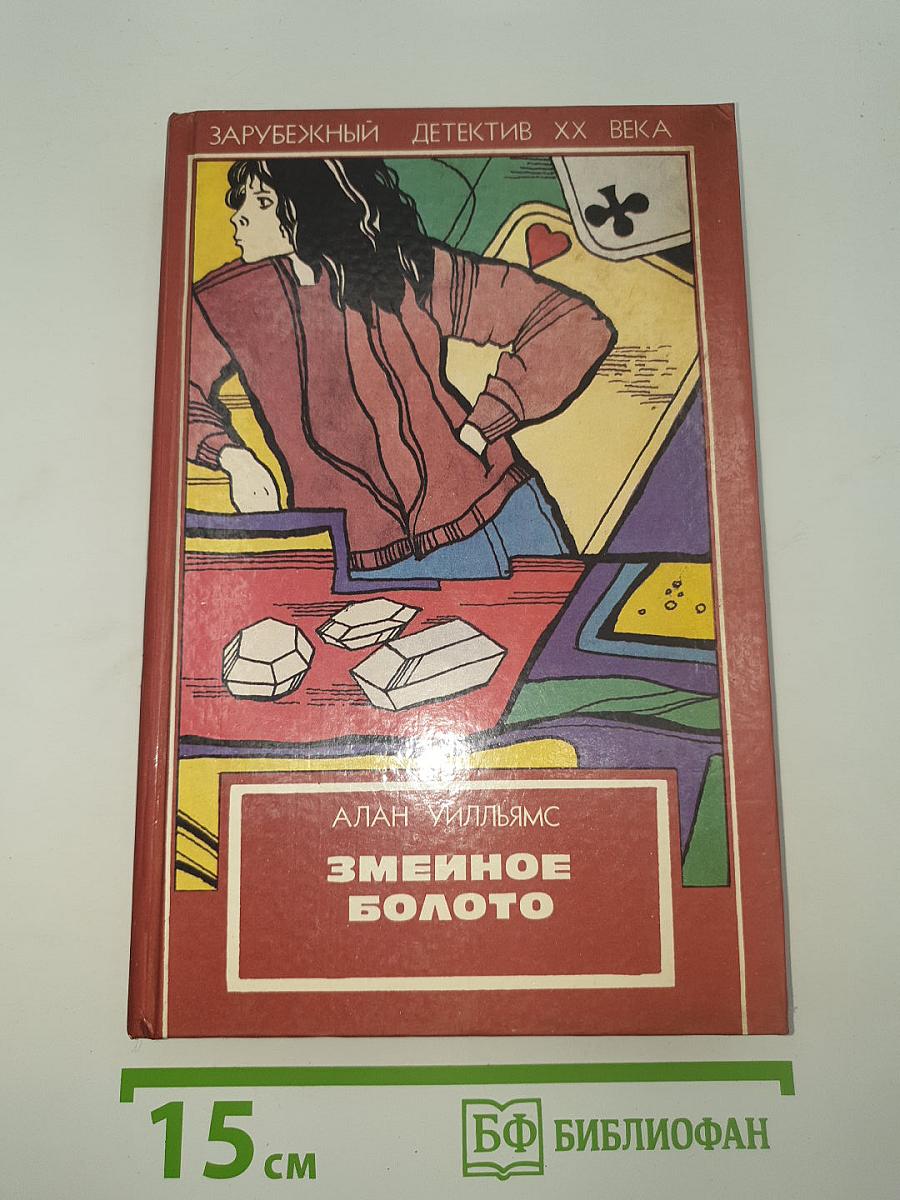 ЗАРУБЕЖНЫЙ ДЕТЕКТИВ XX ВЕКА
АЛАН УИЛЛЬЯМС
ЗМЕИНОЕ
БОЛОТО
15 см
БФ БИБЛИОФАН